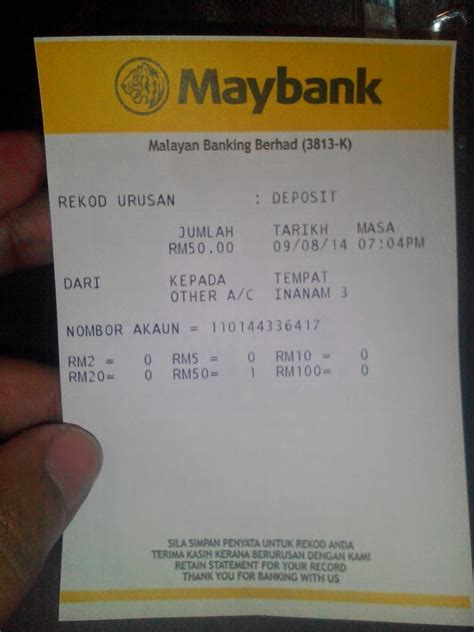 Maybank
Malayan Banking Berhad (3813-K)
REKOD URUSAN : DEPOSIT
JUMLAH TARIKH MASA
RM50.00 09/08/14 07:04PM
DARI KEPADA TEMPAT
OTHER A/C INANAM 3
NOMBOR AKAUN = 110144336417
RM2 = 0 RM5 = 0 RM10 = 0
RM20= 0 RM50= 1 RM100= 0
SILA SIMPAN PENYATA UNTUK REKOD ANDA
TERIMA KASIH KERANA BERURUSAN DENGAN KAMI
RETAIN STATEMENT FOR YOUR RECORD
THANK YOU FOR BANKING WITH US